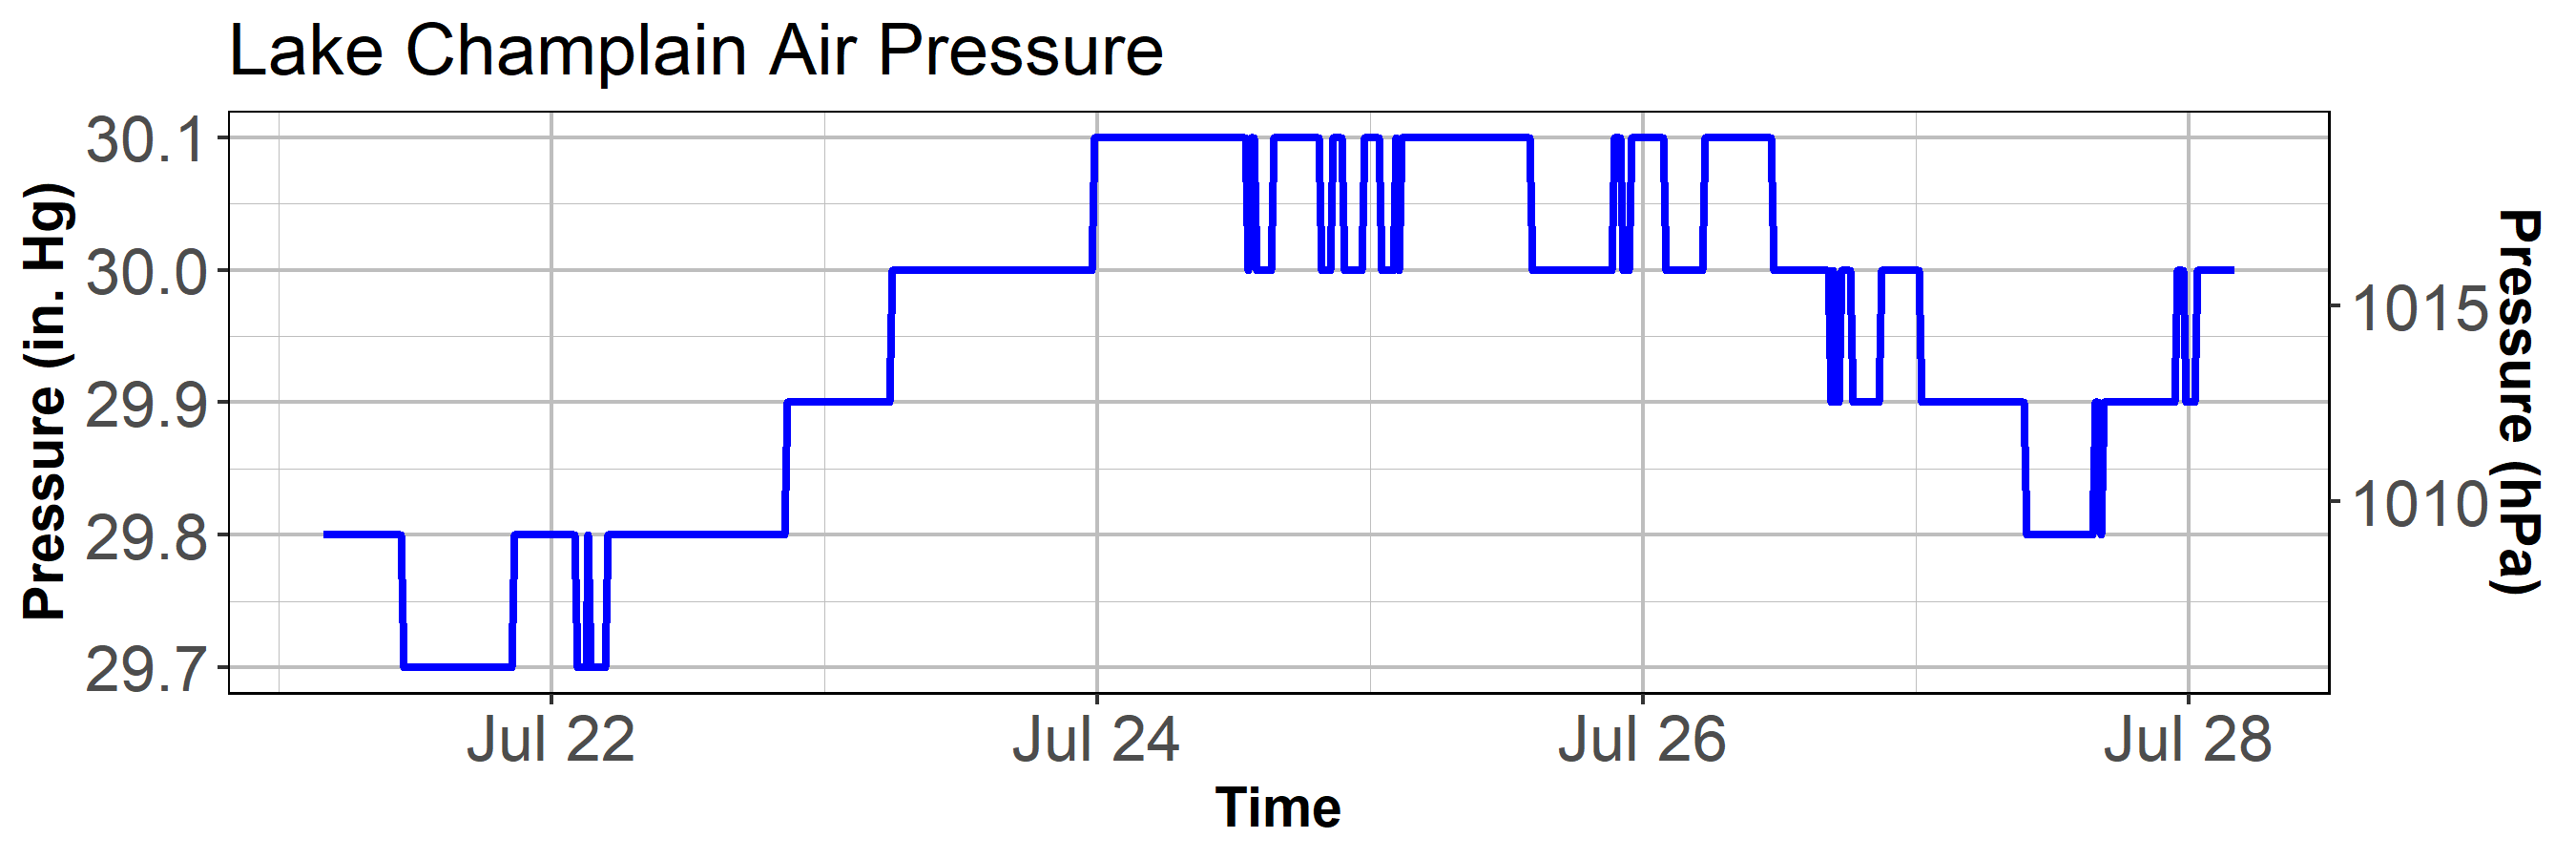 Lake Champlain Air Pressure
Pressure (in. Hg)
30.1
30.0
29.9
29.8
29.7
1015
1010
Pressure (hPa)
Jul 22
Jul 24
Jul 26
Jul 28
Time